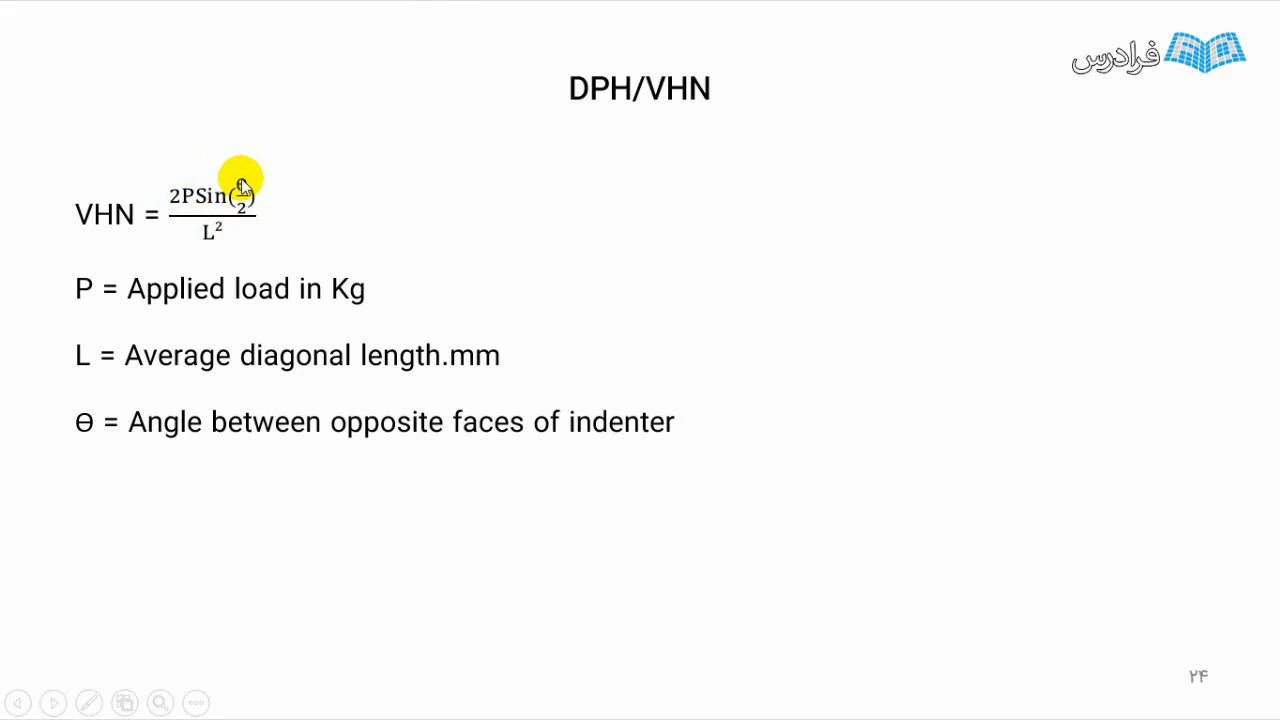 فرادرس
DPH/VHN
VHN = 2PSin(θ/2) / L²
P = Applied load in Kg
L = Average diagonal length.mm
Ө = Angle between opposite faces of indenter
۲۴